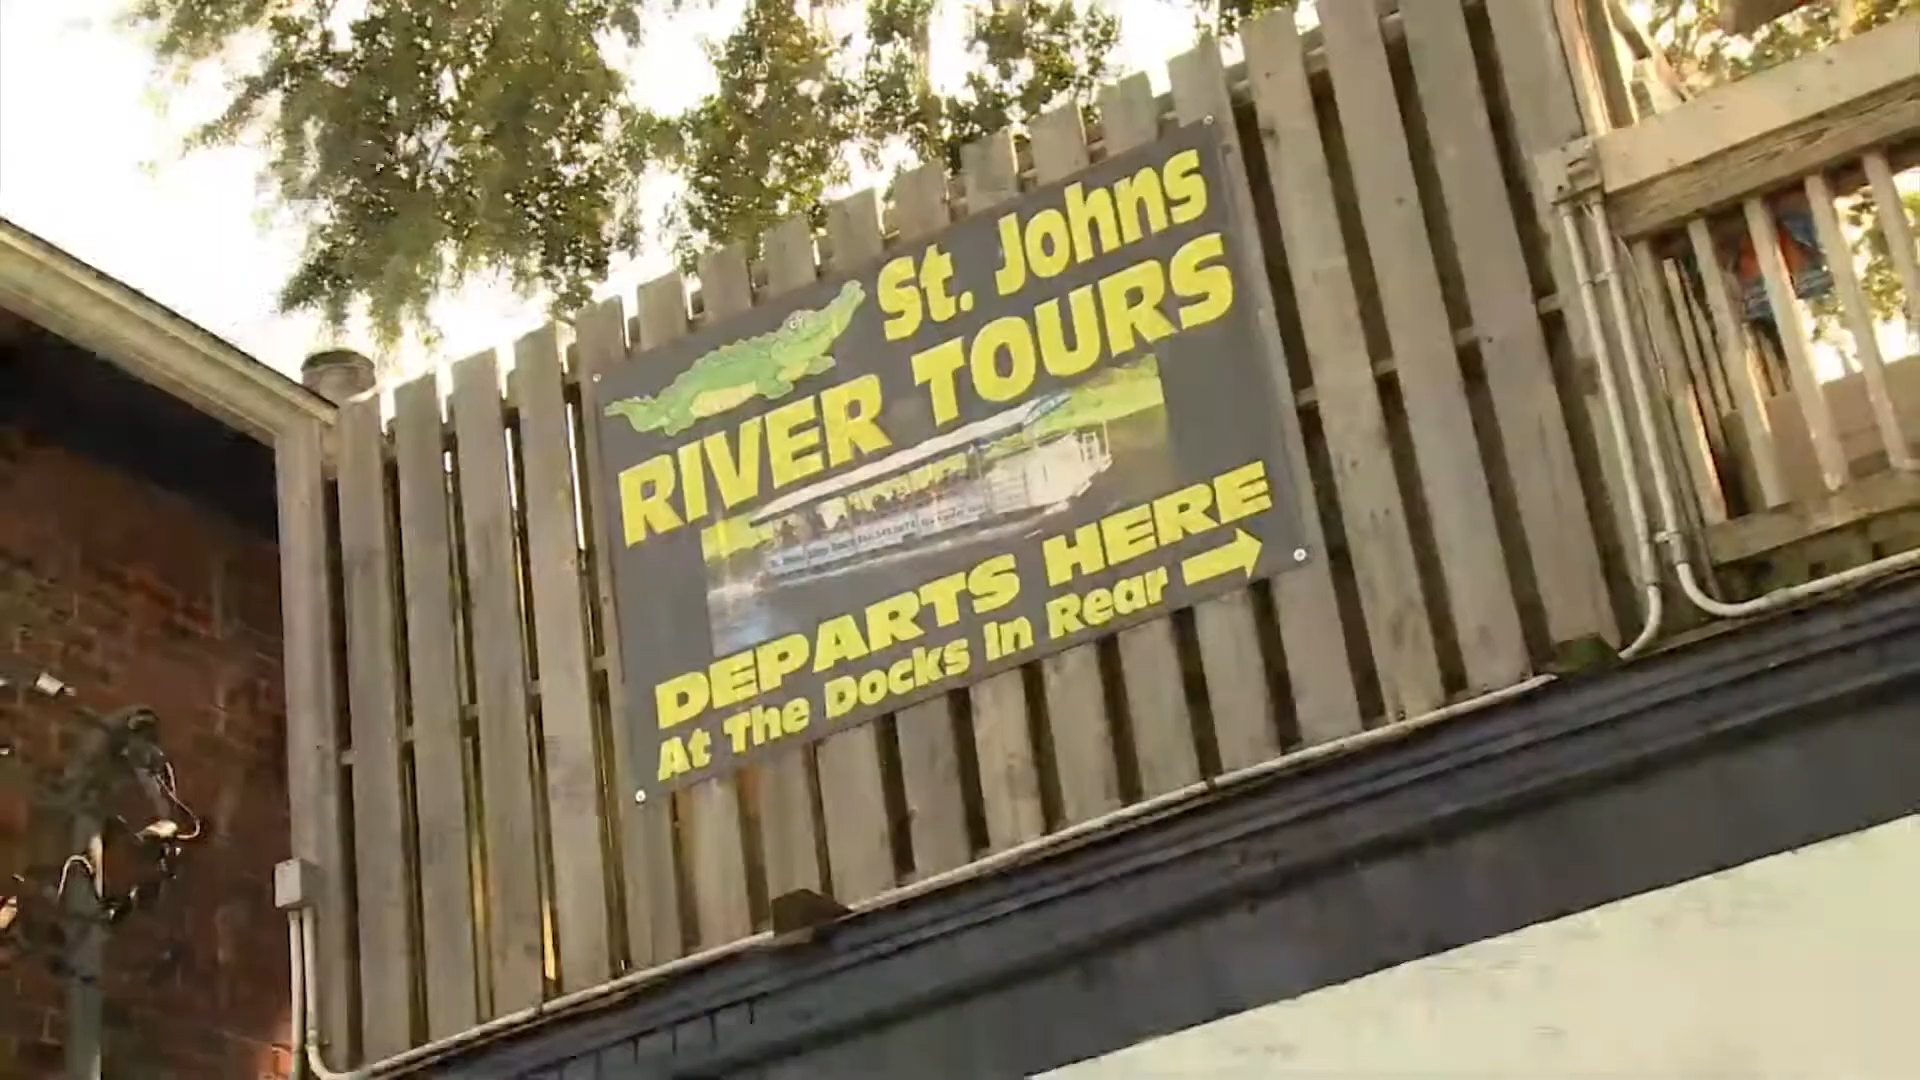 St. Johns
RIVER TOURS
DEPARTS HERE
At The Docks In Rear